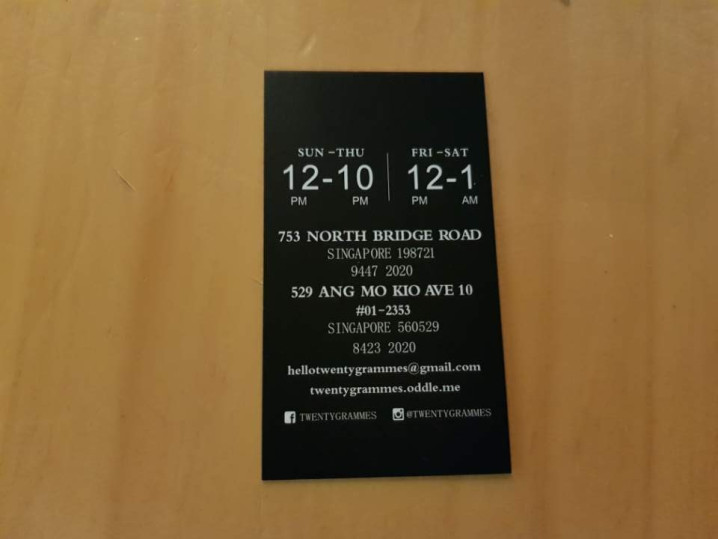 SUN -THU
12-10
PM PM
FRI -SAT
12-1
PM AM
753 NORTH BRIDGE ROAD
SINGAPORE 198721
9447 2020
529 ANG MO KIO AVE 10
#01-2353
SINGAPORE 560529
8423 2020
hellotwentygrammes@gmail.com
twentygrammes.oddle.me
TWENTYGRAMMES @TWENTYGRAMMES